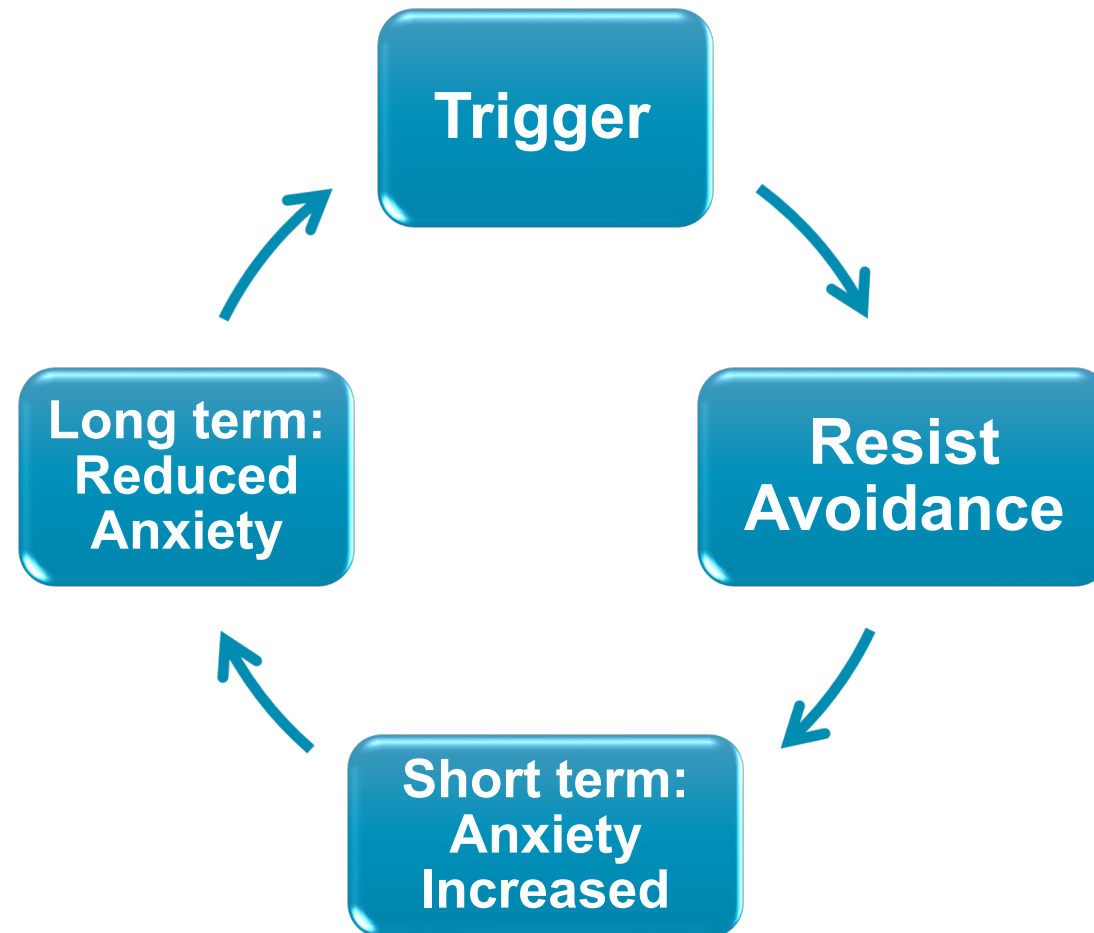 Trigger
Resist
Avoidance
Short term:
Anxiety
Increased
Long term:
Reduced
Anxiety